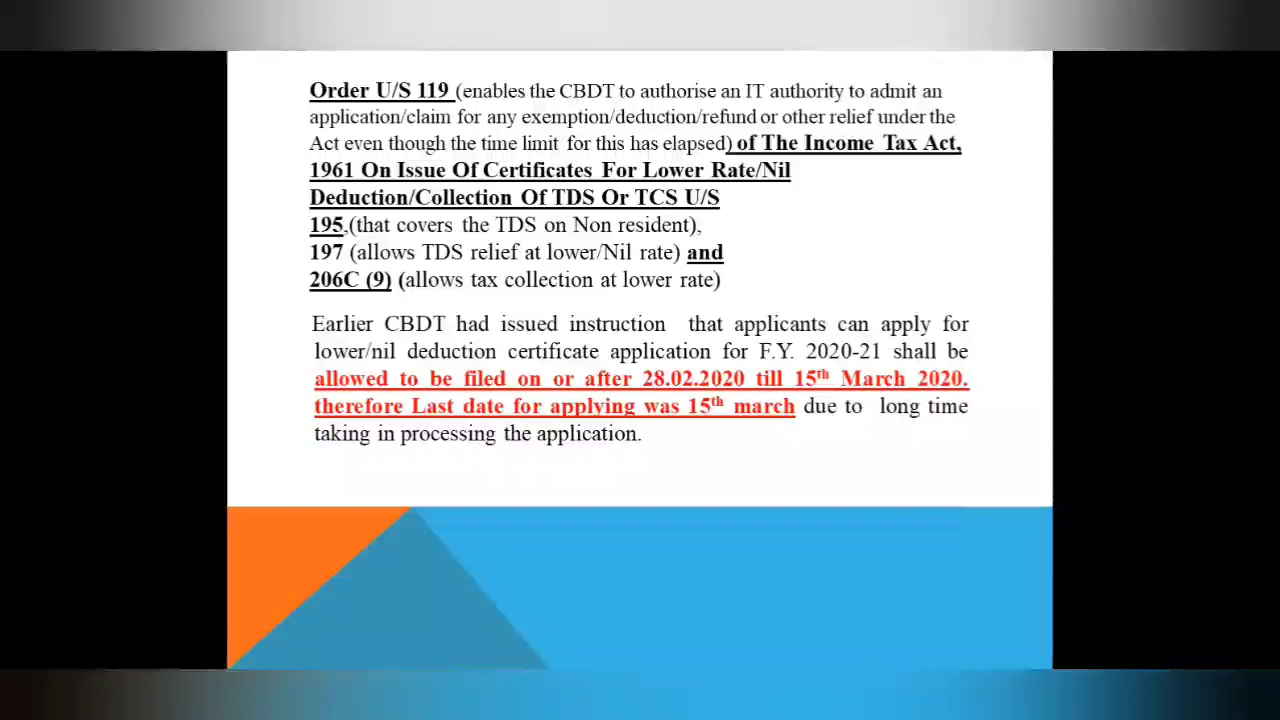 Order U/S 119 (enables the CBDT to authorise an IT authority to admit an
application/claim for any exemption/deduction/refund or other relief under the
Act even though the time limit for this has elapsed) of The Income Tax Act,
1961 On Issue Of Certificates For Lower Rate/Nil
Deduction/Collection Of TDS Or TCS U/S
195,(that covers the TDS on Non resident),
197 (allows TDS relief at lower/Nil rate) and
206C (9) (allows tax collection at lower rate)
Earlier CBDT had issued instruction that applicants can apply for
lower/nil deduction certificate application for F.Y. 2020-21 shall be
allowed to be filed on or after 28.02.2020 till 15th March 2020.
therefore Last date for applying was 15th march due to long time
taking in processing the application.